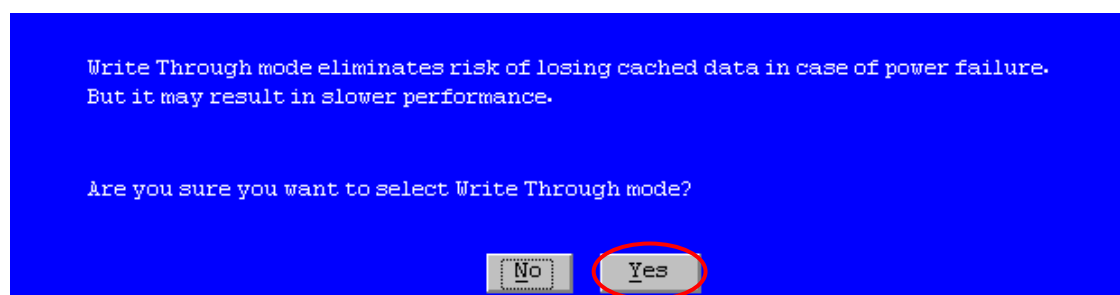 Write Through mode eliminates risk of losing cached data in case of power failure.
But it may result in slower performance.
Are you sure you want to select Write Through mode?
No Yes